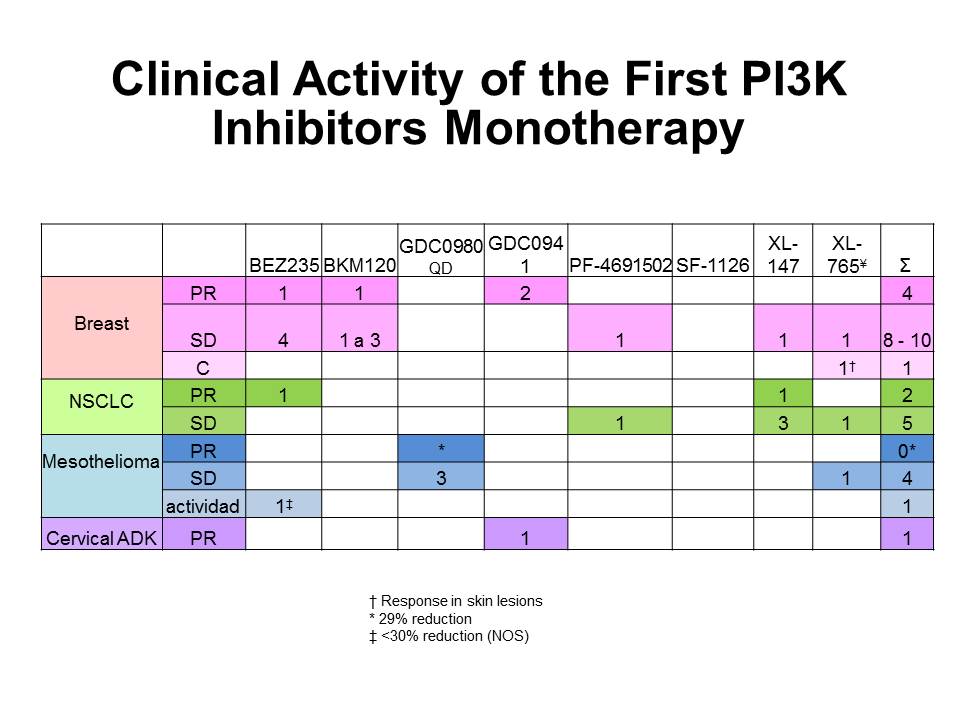 Clinical Activity of the First PI3K
Inhibitors Monotherapy
BEZ235 BKM120 GDC0980 QD GDC0941 PF-4691502 SF-1126 XL-147 XL-765¥ Σ
Breast
PR 1 1 2 4
SD 4 1 a 3 1 1 1 8 - 10
C 1† 1
NSCLC
PR 1 1 2
SD 1 3 1 5
Mesothelioma
PR * 0*
SD 3 1 4
actividad 1‡ 1
Cervical ADK PR 1 1
† Response in skin lesions
* 29% reduction
‡ <30% reduction (NOS)